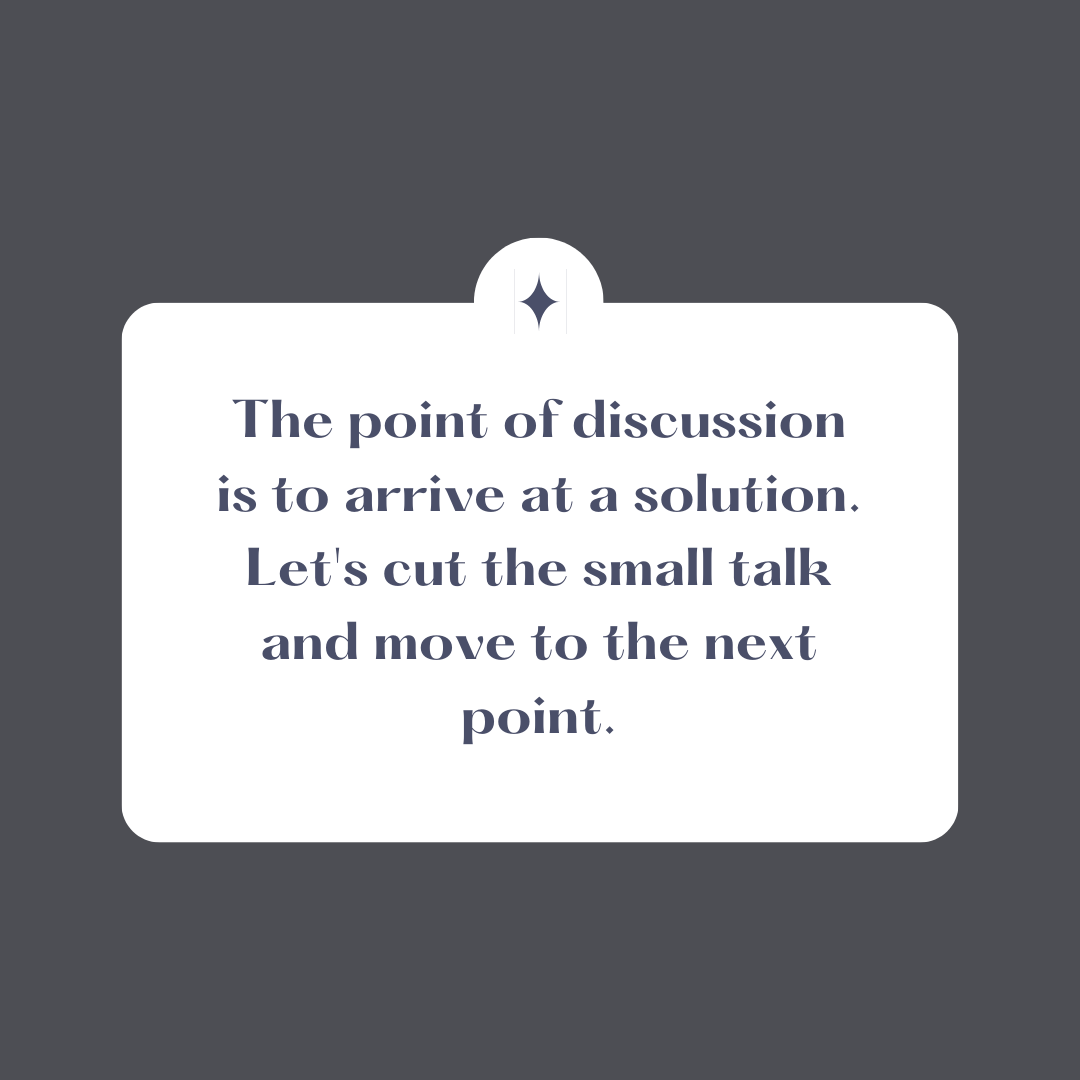 The point of discussion
is to arrive at a solution.
Let's cut the small talk
and move to the next
point.